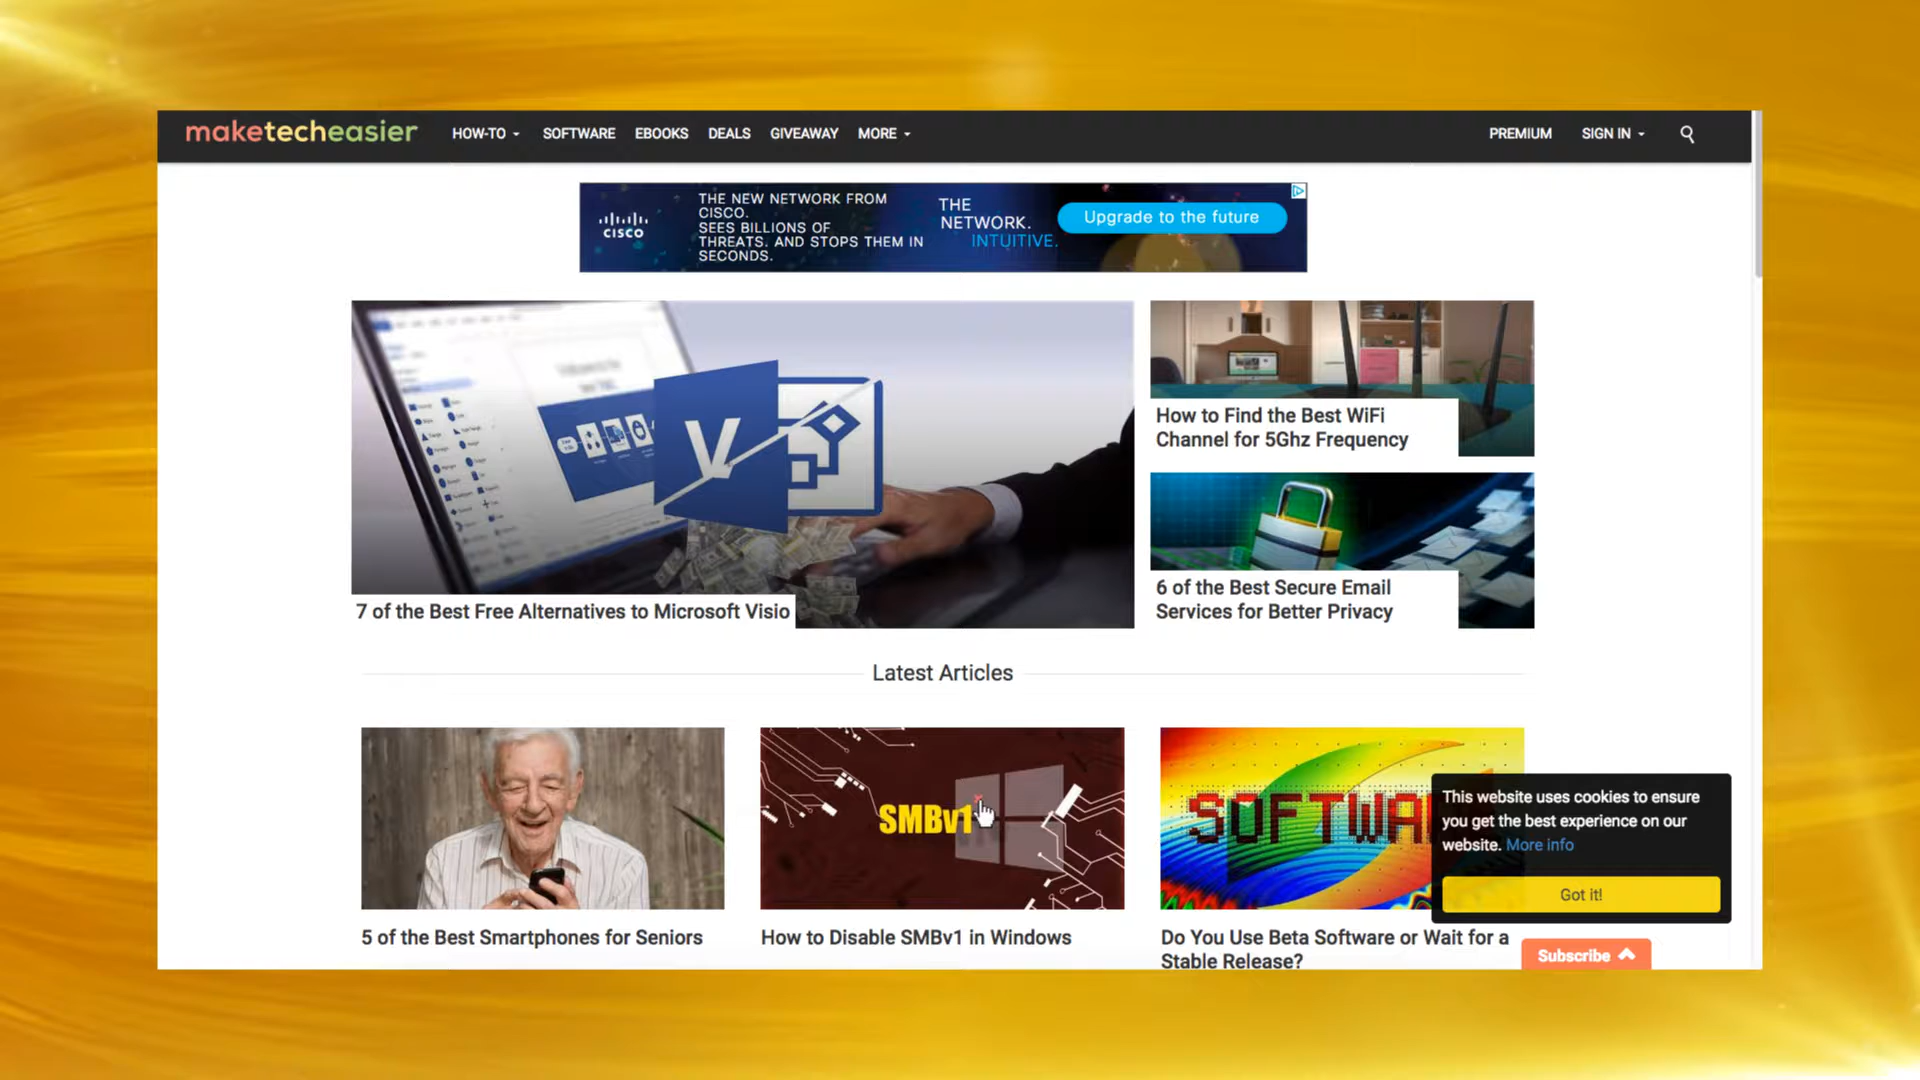 maketecheasier HOW-TO SOFTWARE EBOOKS DEALS GIVEAWAY MORE PREMIUM SIGN IN
THE NEW NETWORK FROM
CISCO.
SEES BILLIONS OF
THREATS. AND STOPS THEM IN
SECONDS.
CISCO
THE
NETWORK.
INTUITIVE.
Upgrade to the future
V
7 of the Best Free Alternatives to Microsoft Visio
How to Find the Best WiFi
Channel for 5Ghz Frequency
6 of the Best Secure Email
Services for Better Privacy
Latest Articles
SMBv1
SOFTWA
5 of the Best Smartphones for Seniors
How to Disable SMBv1 in Windows
Do You Use Beta Software or Wait for a
Stable Release?
This website uses cookies to ensure
you get the best experience on our
website. More info
Got it!
Subscribe